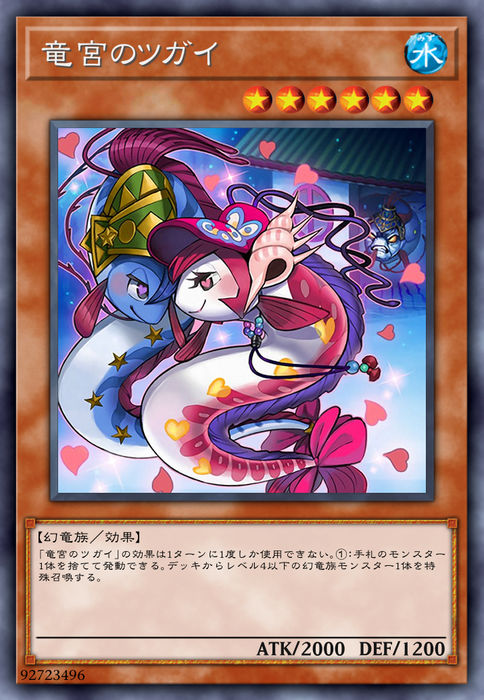 竜宮のツガイ
みず
水
【幻竜族／効果】
「竜宮のツガイ」の効果は1ターンに1度しか使用できない。①：手札のモンスター
1体を捨てて発動できる。デッキからレベル4以下の幻竜族モンスター1体を特
殊召喚する。
ATK/2000 DEF/1200
92723496